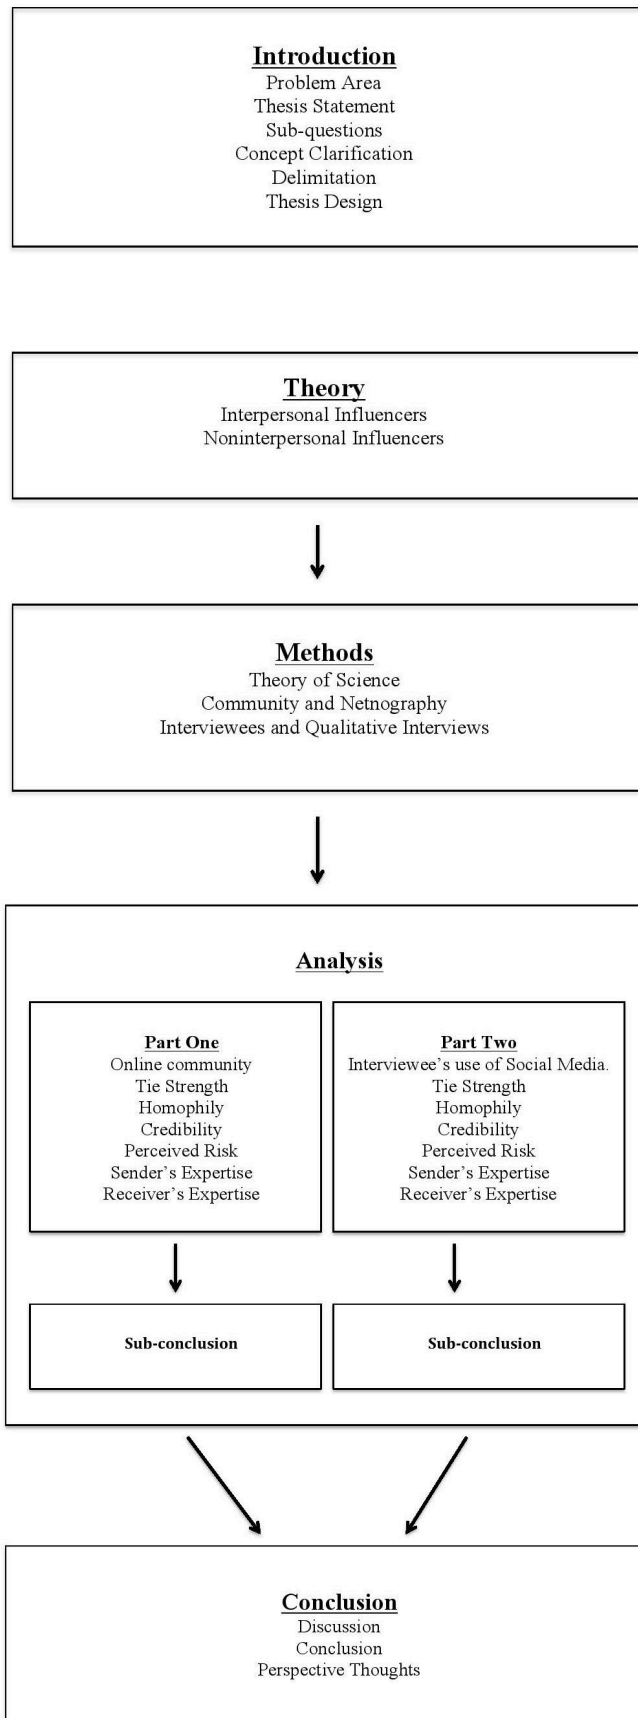 Introduction
Problem Area
Thesis Statement
Sub-questions
Concept Clarification
Delimitation
Thesis Design
Theory
Interpersonal Influencers
Noninterpersonal Influencers
Methods
Theory of Science
Community and Netnography
Interviewees and Qualitative Interviews
Analysis
Part One
Online community
Tie Strength
Homophily
Credibility
Perceived Risk
Sender's Expertise
Receiver's Expertise
Part Two
Interviewee's use of Social Media.
Tie Strength
Homophily
Credibility
Perceived Risk
Sender's Expertise
Receiver's Expertise
Sub-conclusion
Sub-conclusion
Conclusion
Discussion
Conclusion
Perspective Thoughts